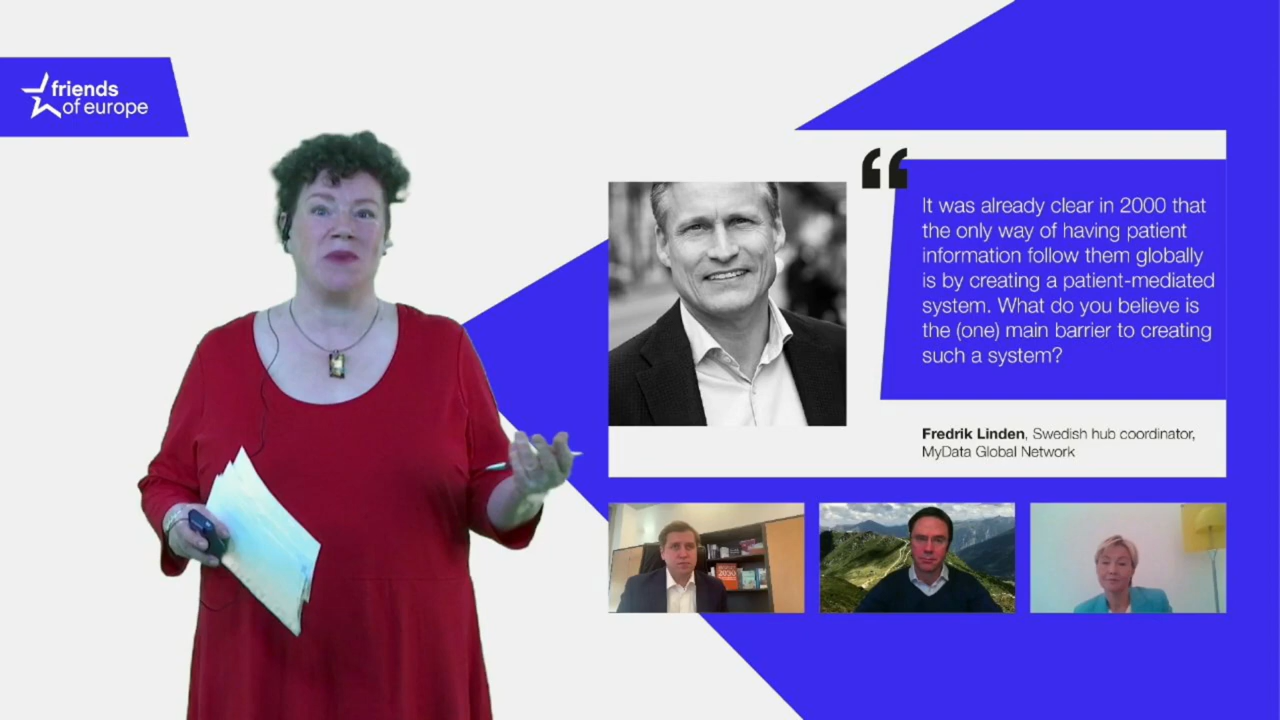 friends
of europe
It was already clear in 2000 that
the only way of having patient
information follow them globally
is by creating a patient-mediated
system. What do you believe is
the (one) main barrier to creating
such a system?
Fredrik Linden, Swedish hub coordinator,
MyData Global Network
2030